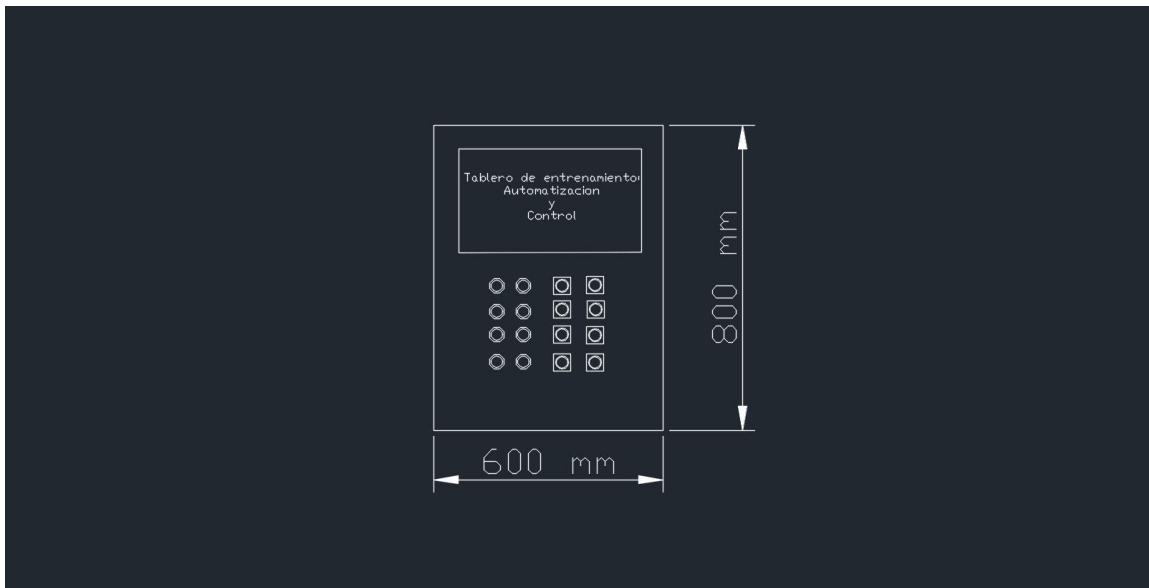 Tablero de entrenamiento
Automatizacion
y
Control
800 mm
600 mm